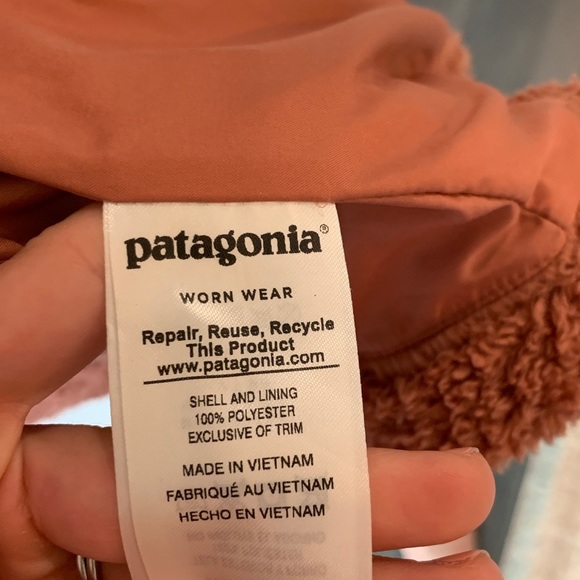 patagonia®
WORN WEAR
Repair, Reuse, Recycle
This Product
www.patagonia.com
SHELL AND LINING
100% POLYESTER
EXCLUSIVE OF TRIM
MADE IN VIETNAM
FABRIQUÉ AU VIETNAM
HECHO EN VIETNAM